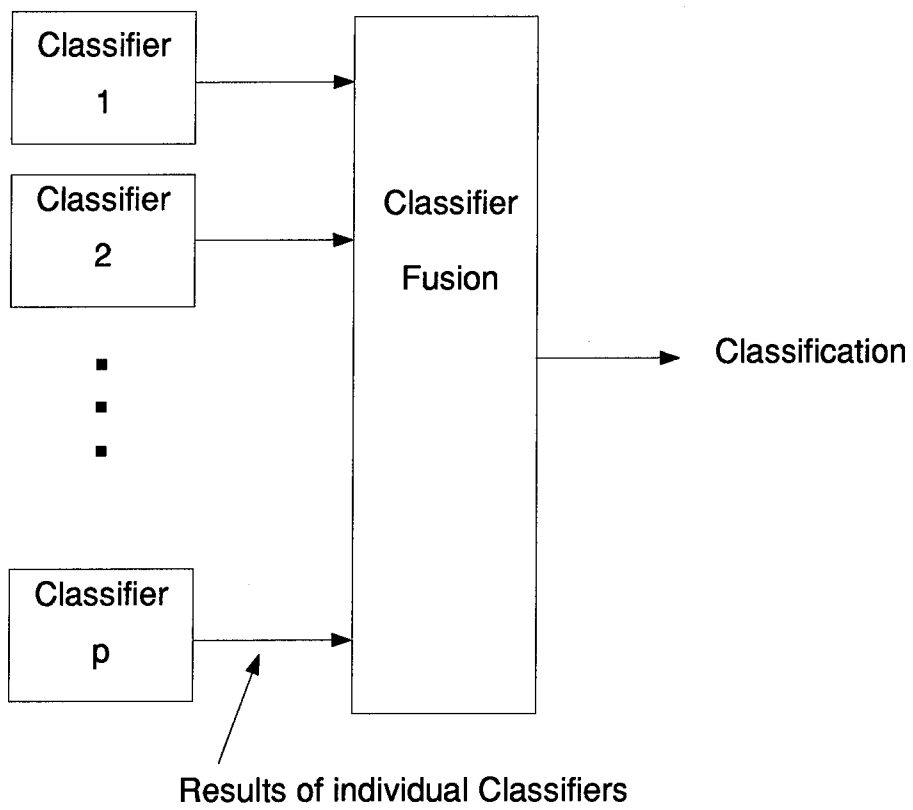 Classifier
1
Classifier
2
Classifier
Fusion
Classification
Classifier
p
Results of individual Classifiers